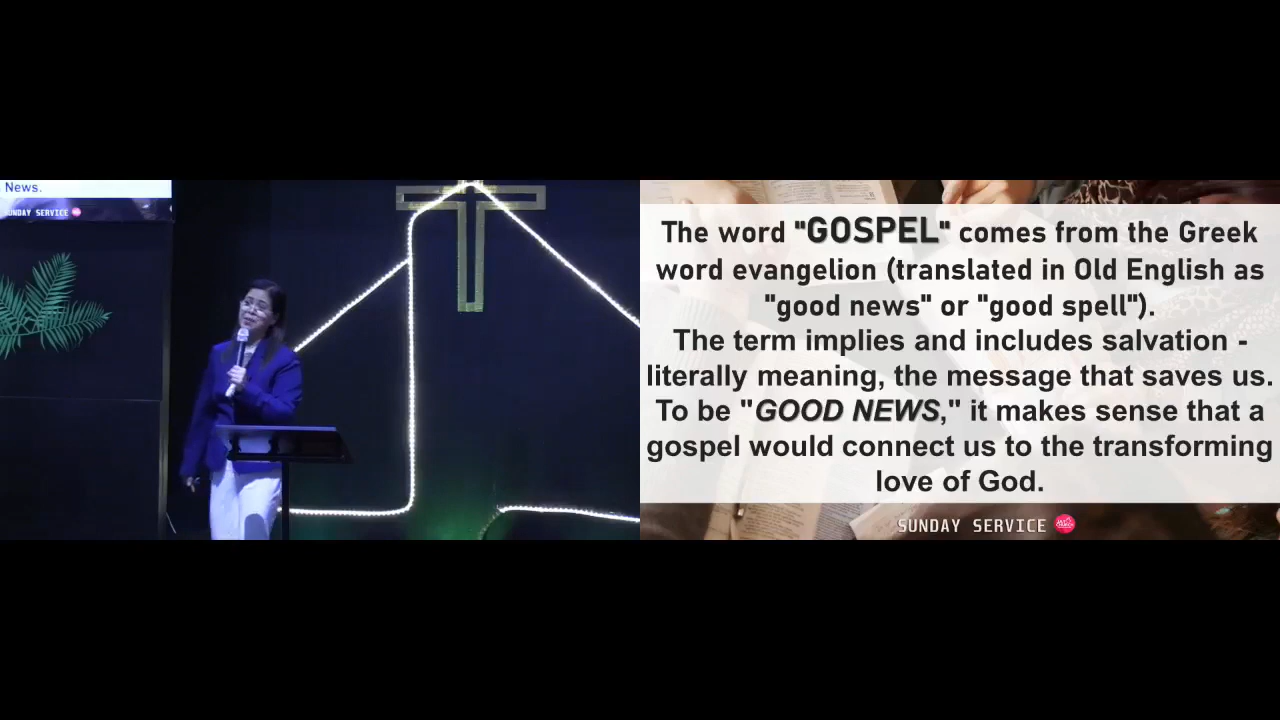 News.
SUNDAY SERVICE
The word "GOSPEL" comes from the Greek
word evangelion (translated in Old English as
"good news" or "good spell").
The term implies and includes salvation -
literally meaning, the message that saves us.
To be "GOOD NEWS," it makes sense that a
gospel would connect us to the transforming
love of God.
SUNDAY SERVICE